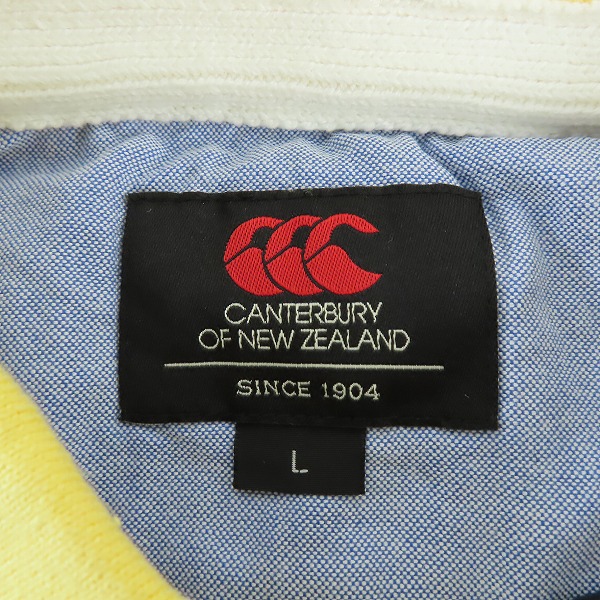 CANTERBURY
OF NEW ZEALAND
SINCE 1904
L